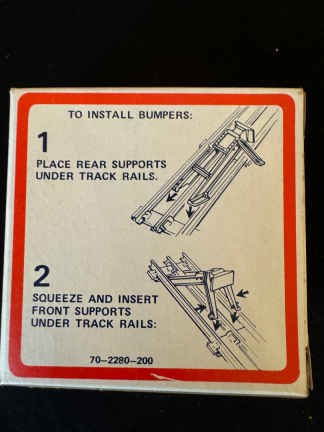 TO INSTALL BUMPERS:
1
PLACE REAR SUPPORTS
UNDER TRACK RAILS.
2
SQUEEZE AND INSERT
FRONT SUPPORTS
UNDER TRACK RAILS:
70-2280-200